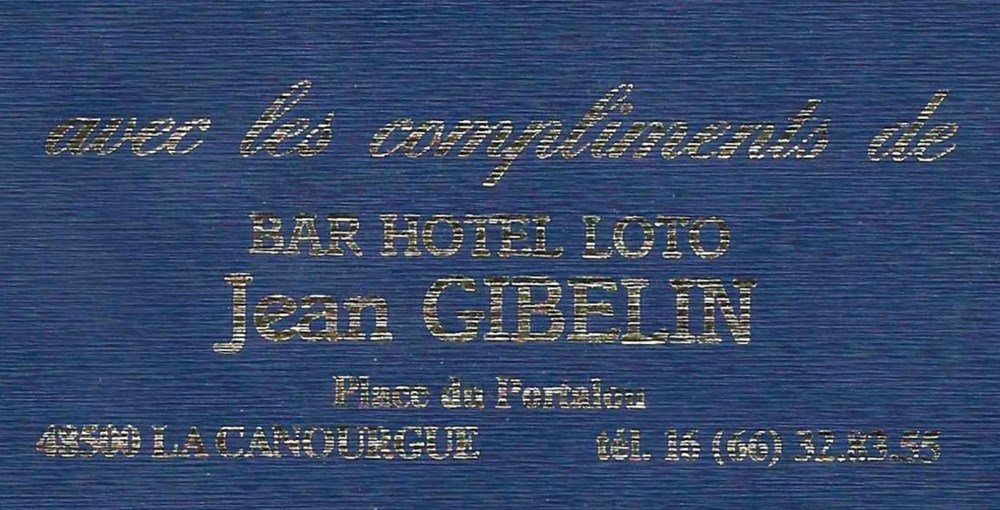 avec les compliments de
BAR HOTEL LOTO
Jean GIBELIN
Place du Portalou
48500 LA CANOURGUE tél. 16 (66) 32.83.55